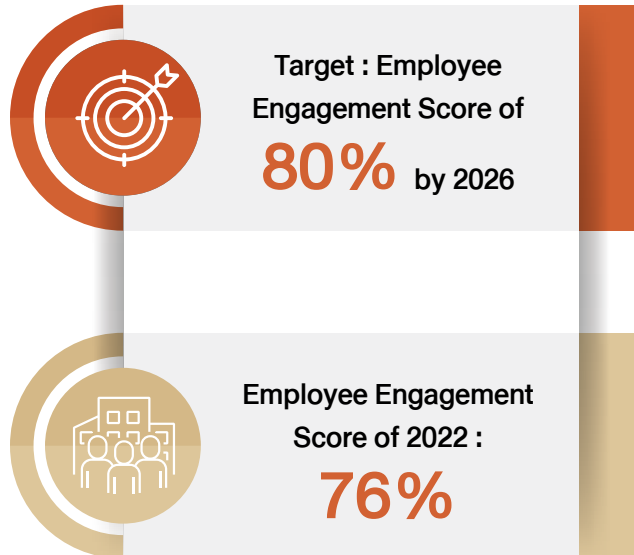 Target : Employee
Engagement Score of
80% by 2026
Employee Engagement
Score of 2022 :
76%